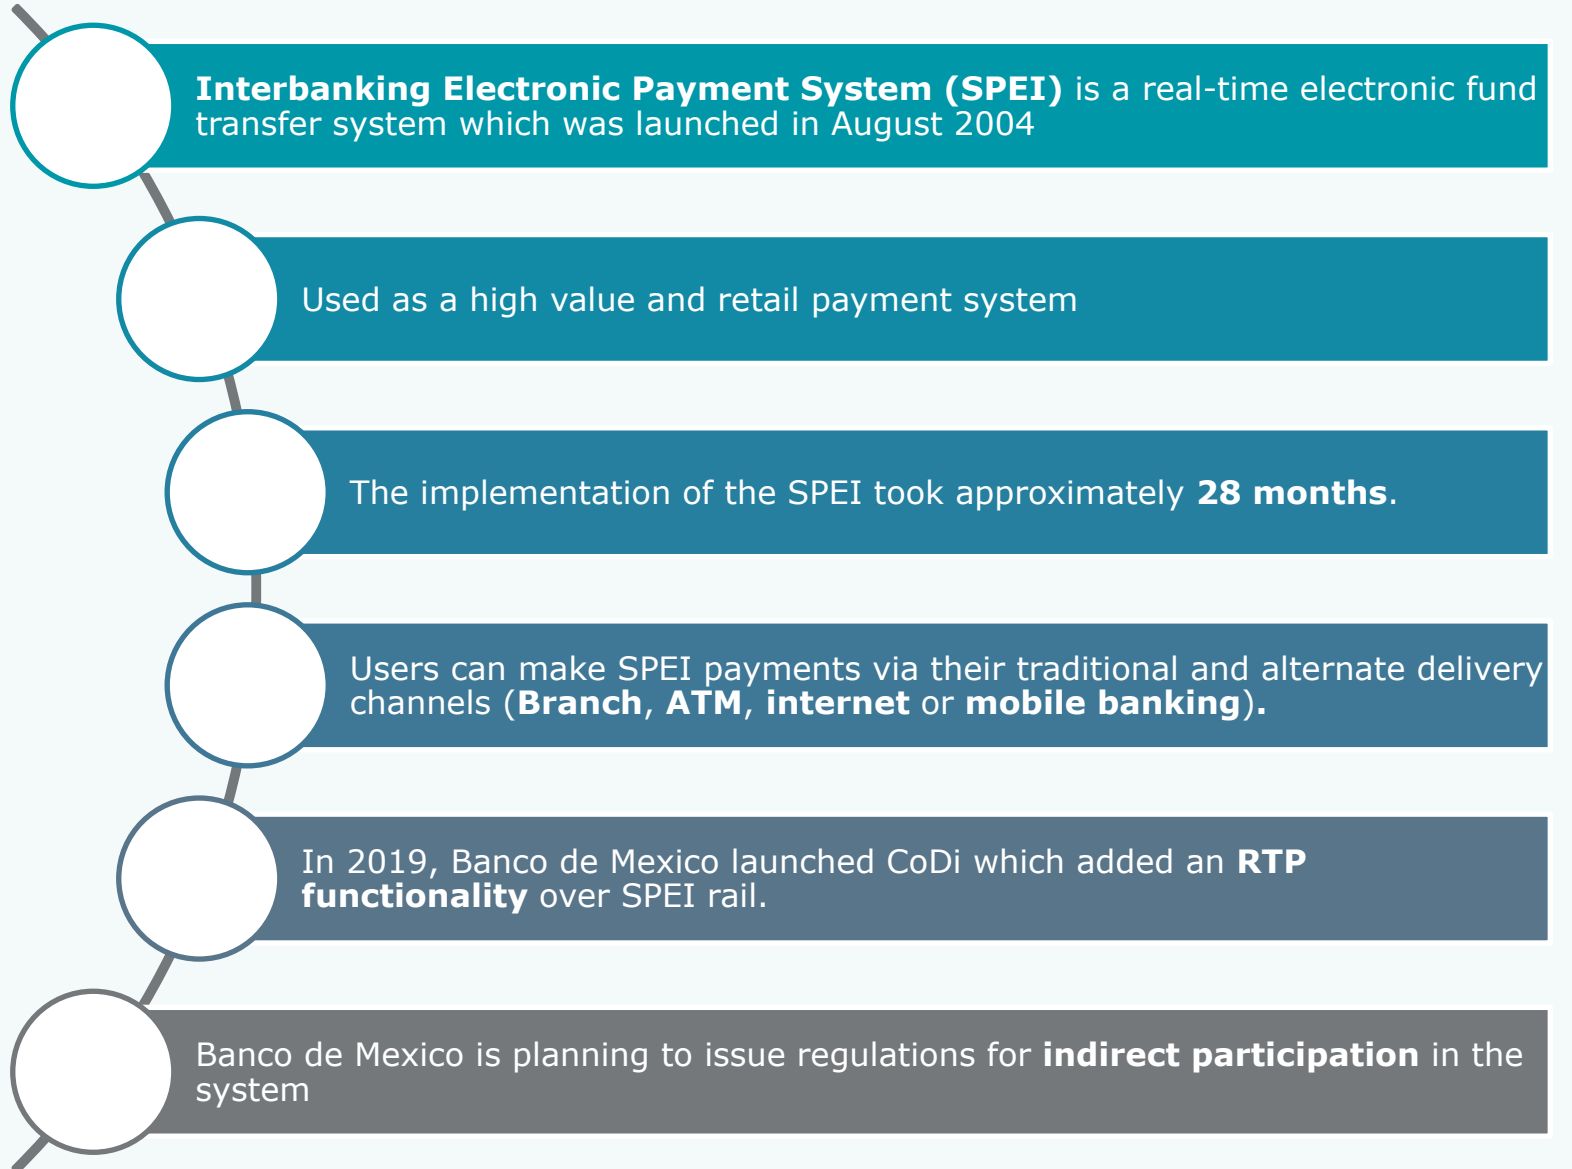 Interbanking Electronic Payment System (SPEI) is a real-time electronic fund
transfer system which was launched in August 2004
Used as a high value and retail payment system
The implementation of the SPEI took approximately 28 months.
Users can make SPEI payments via their traditional and alternate delivery
channels (Branch, ATM, internet or mobile banking).
In 2019, Banco de Mexico launched CoDi which added an RTP
functionality over SPEI rail.
Banco de Mexico is planning to issue regulations for indirect participation in the
system